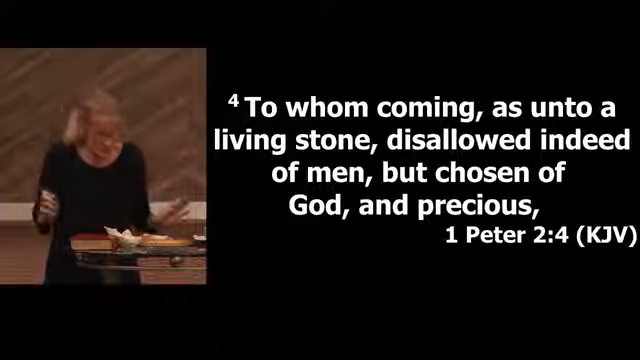 4 To whom coming, as unto a
living stone, disallowed indeed
of men, but chosen of
God, and precious,
1 Peter 2:4 (KJV)